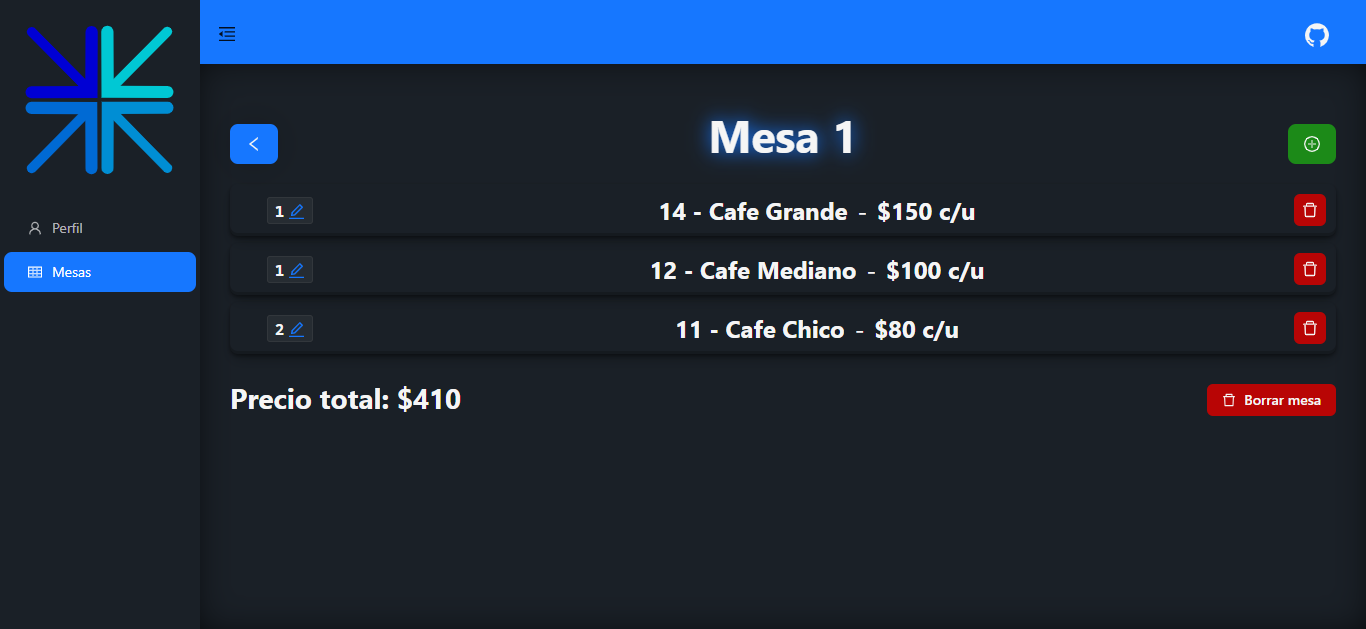 Perfil
Mesas
Mesa 1
1
14 - Cafe Grande - $150 c/u
1
12 - Cafe Mediano - $100 c/u
2
11 - Cafe Chico - $80 c/u
Precio total: $410
Borrar mesa